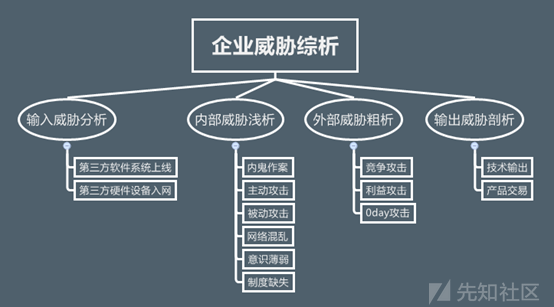 企业威胁综析
输入威胁分析
内部威胁浅析
外部威胁粗析
输出威胁剖析
第三方软件系统上线
第三方硬件设备入网
内鬼作案
主动攻击
被动攻击
网络混乱
意识薄弱
制度缺失
竞争攻击
利益攻击
0day攻击
技术输出
产品交易
先知社区